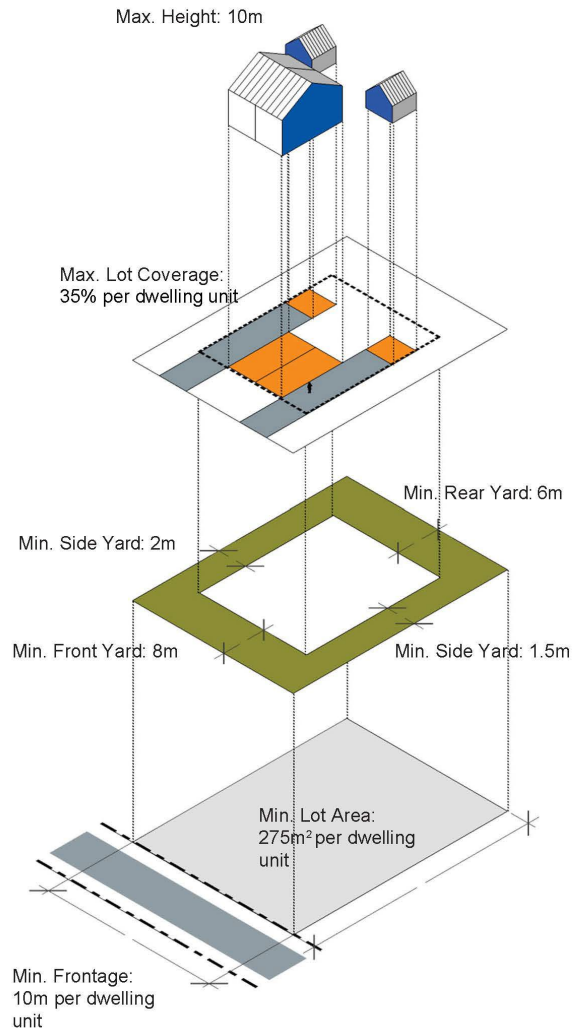 Max. Height: 10m
Max. Lot Coverage:
35% per dwelling unit
Min. Rear Yard: 6m
Min. Side Yard: 2m
Min. Front Yard: 8m
Min. Side Yard: 1.5m
Min. Lot Area:
275m² per dwelling
unit
Min. Frontage:
10m per dwelling
unit